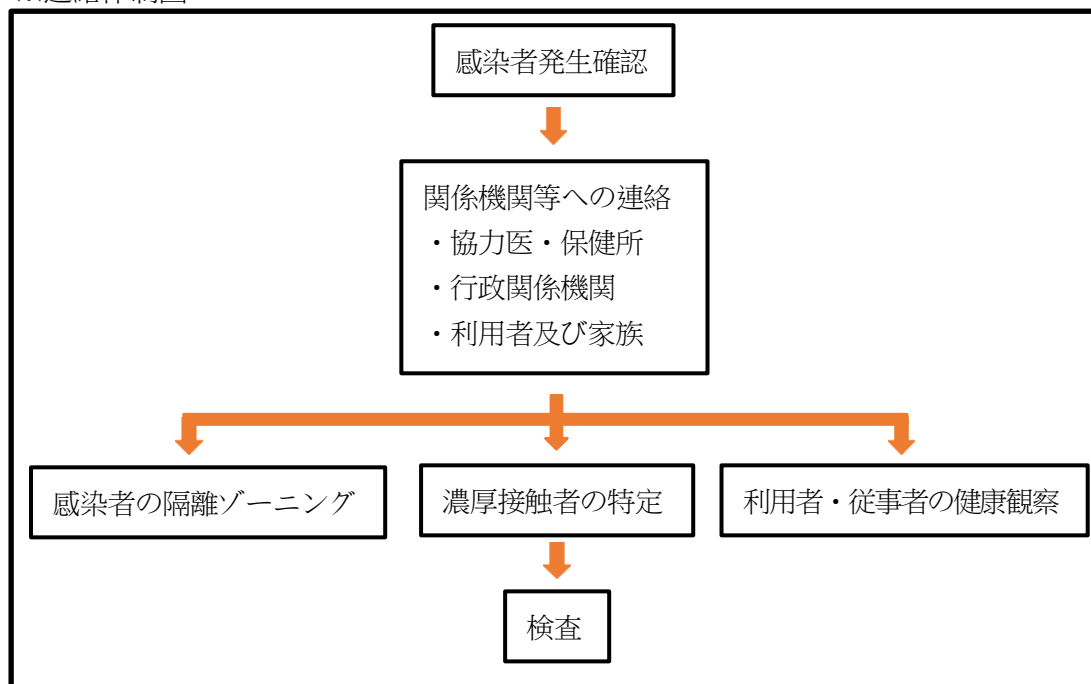 感染者発生確認
関係機関等への連絡
・協力医・保健所
・行政関係機関
・利用者及び家族
感染者の隔離ゾーニング
濃厚接触者の特定
利用者・従事者の健康観察
検査